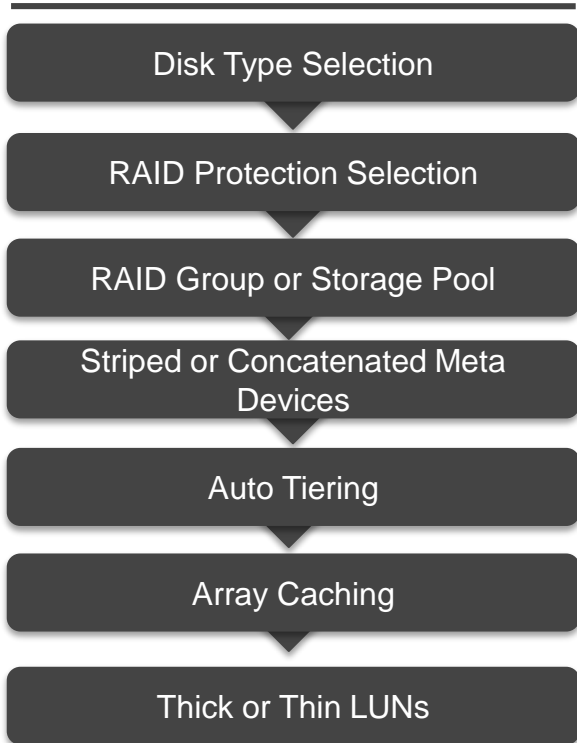 Disk Type Selection
RAID Protection Selection
RAID Group or Storage Pool
Striped or Concatenated Meta
Devices
Auto Tiering
Array Caching
Thick or Thin LUNs